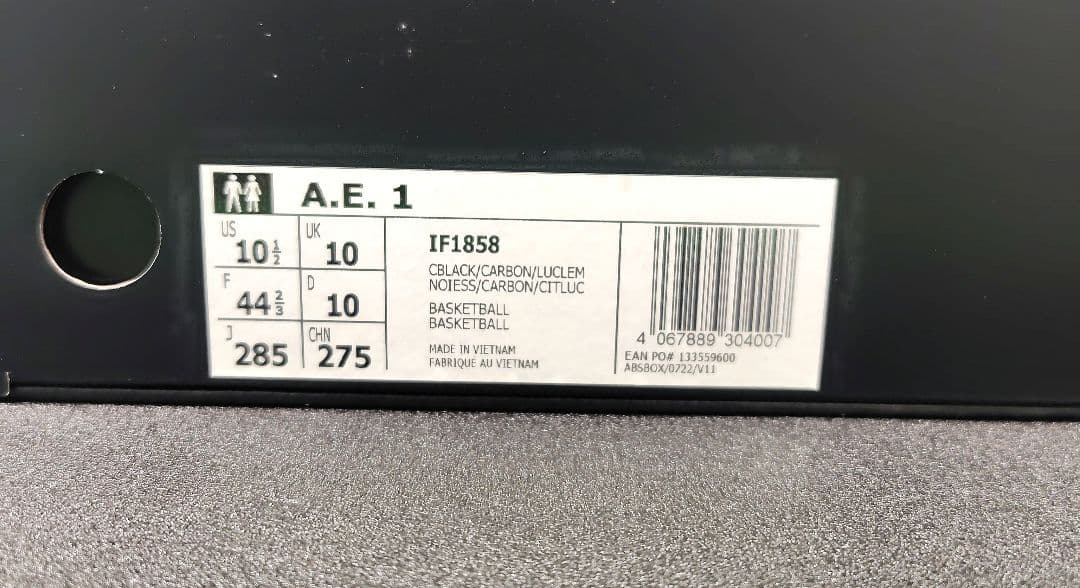 A.E. 1
US 10½ UK 10
F 44⅔ D 10
J 285 CHN 275
IF1858
CBLACK/CARBON/LUCLEM
NOIESS/CARBON/CITLUC
BASKETBALL
BASKETBALL
MADE IN VIETNAM
FABRIQUE AU VIETNAM
4 067889 304007
EAN PO# 133559600
ABSBOX/0722/V11